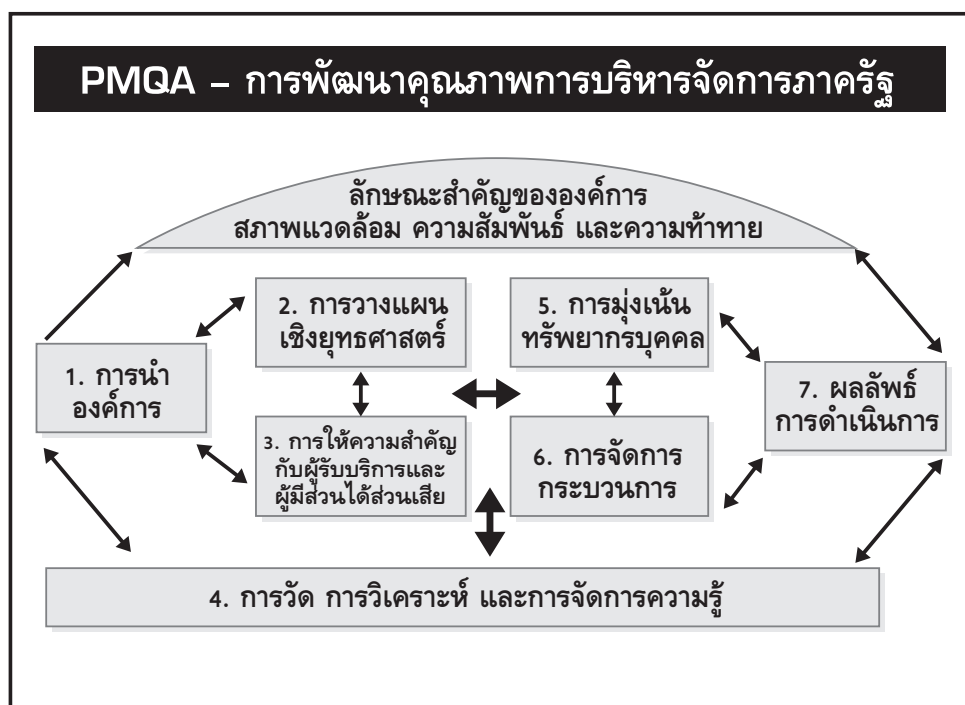 PMQA – การพัฒนาคุณภาพการบริหารจัดการภาครัฐ
ลักษณะสำคัญขององค์การ
สภาพแวดล้อม ความสัมพันธ์ และความท้าทาย
1. การนำ
องค์การ
2. การวางแผน
เชิงยุทธศาสตร์
3. การให้ความสำคัญ
กับผู้รับบริการและ
ผู้มีส่วนได้ส่วนเสีย
5. การมุ่งเน้น
ทรัพยากรบุคคล
6. การจัดการ
กระบวนการ
7. ผลลัพธ์
การดำเนินการ
4. การวัด การวิเคราะห์ และการจัดการความรู้